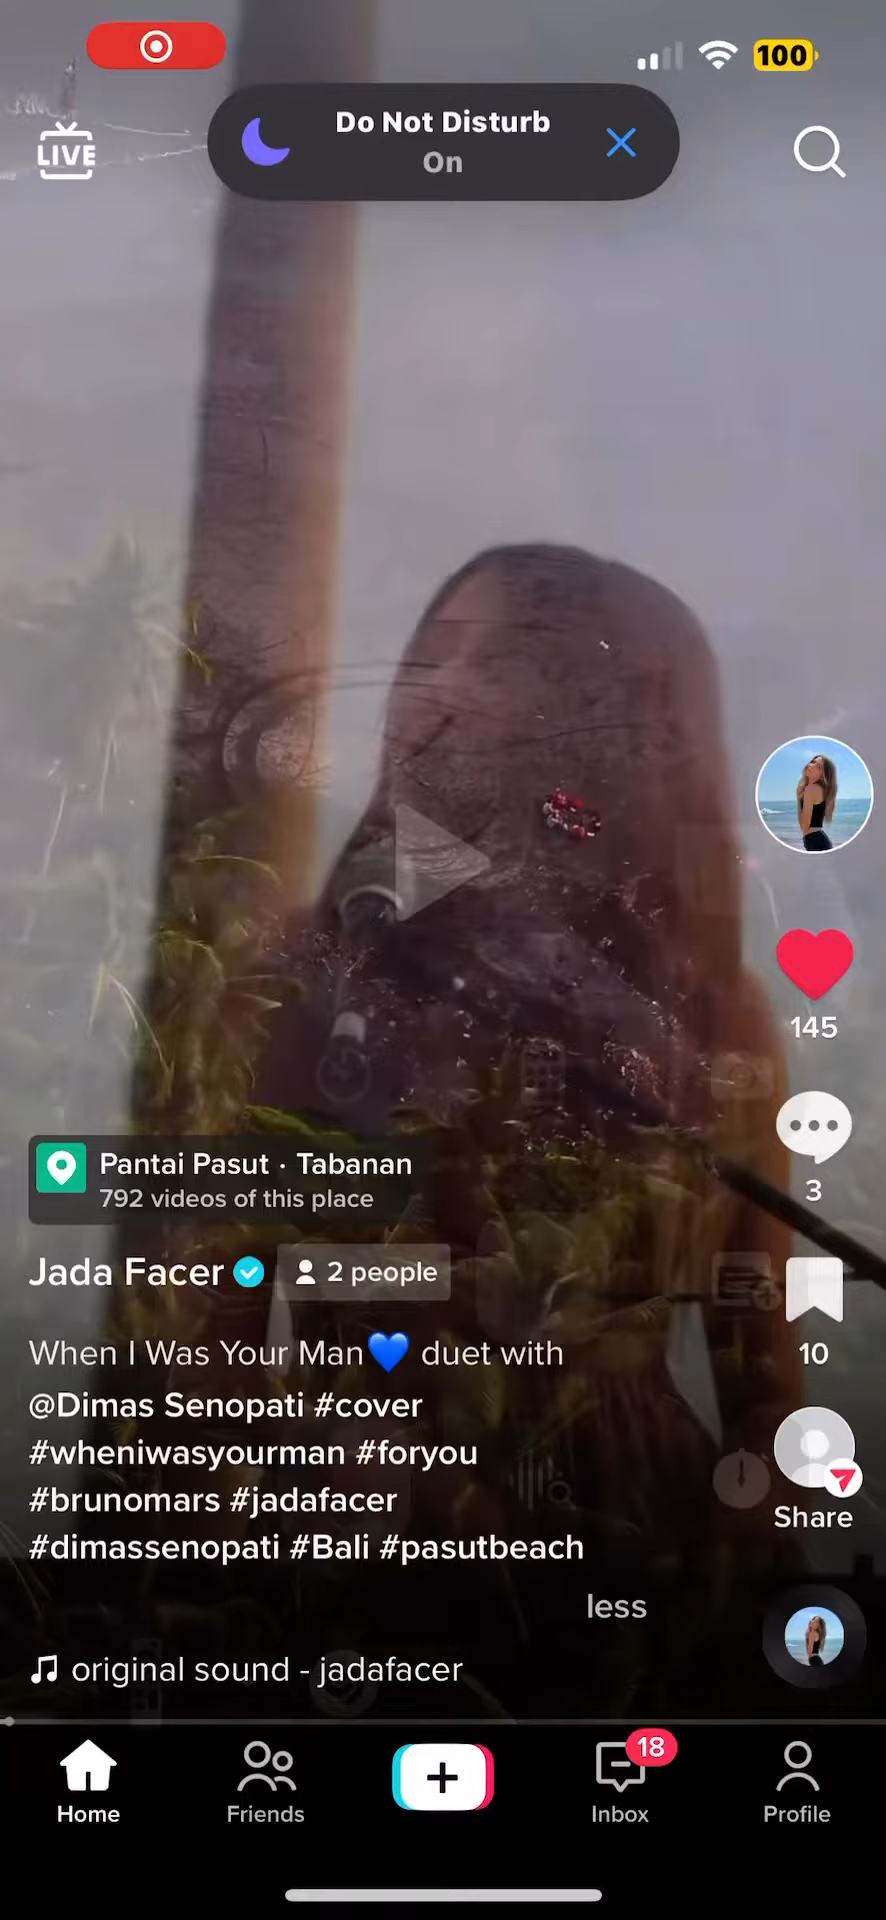 100
LIVE
Do Not Disturb
On
145
3
Pantai Pasut · Tabanan
792 videos of this place
Jada Facer
2 people
10
When I Was Your Man💙 duet with
@Dimas Senopati #cover
#wheniwasyourman #foryou
#brunomars #jadafacer
#dimassenopati #Bali #pasutbeach
Share
less
original sound - jadafacer
18
Home
Friends
Inbox
Profile